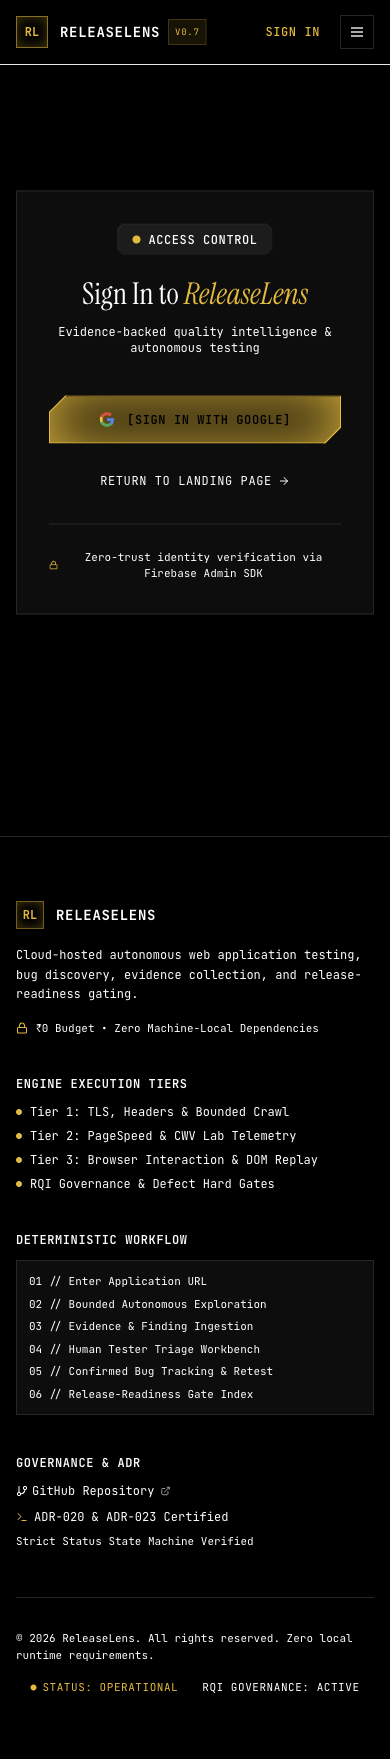 RL RELEASELENS V0.7 SIGN IN
ACCESS CONTROL
Sign In to ReleaseLens
Evidence-backed quality intelligence &
autonomous testing
[SIGN IN WITH GOOGLE]
RETURN TO LANDING PAGE →
Zero-trust identity verification via
Firebase Admin SDK
RL RELEASELENS
Cloud-hosted autonomous web application testing,
bug discovery, evidence collection, and release-
readiness gating.
₹0 Budget • Zero Machine-Local Dependencies
ENGINE EXECUTION TIERS
Tier 1: TLS, Headers & Bounded Crawl
Tier 2: PageSpeed & CWV Lab Telemetry
Tier 3: Browser Interaction & DOM Replay
RQI Governance & Defect Hard Gates
DETERMINISTIC WORKFLOW
01 // Enter Application URL
02 // Bounded Autonomous Exploration
03 // Evidence & Finding Ingestion
04 // Human Tester Triage Workbench
05 // Confirmed Bug Tracking & Retest
06 // Release-Readiness Gate Index
GOVERNANCE & ADR
GitHub Repository
ADR-020 & ADR-023 Certified
Strict Status State Machine Verified
© 2026 ReleaseLens. All rights reserved. Zero local
runtime requirements.
STATUS: OPERATIONAL RQI GOVERNANCE: ACTIVE